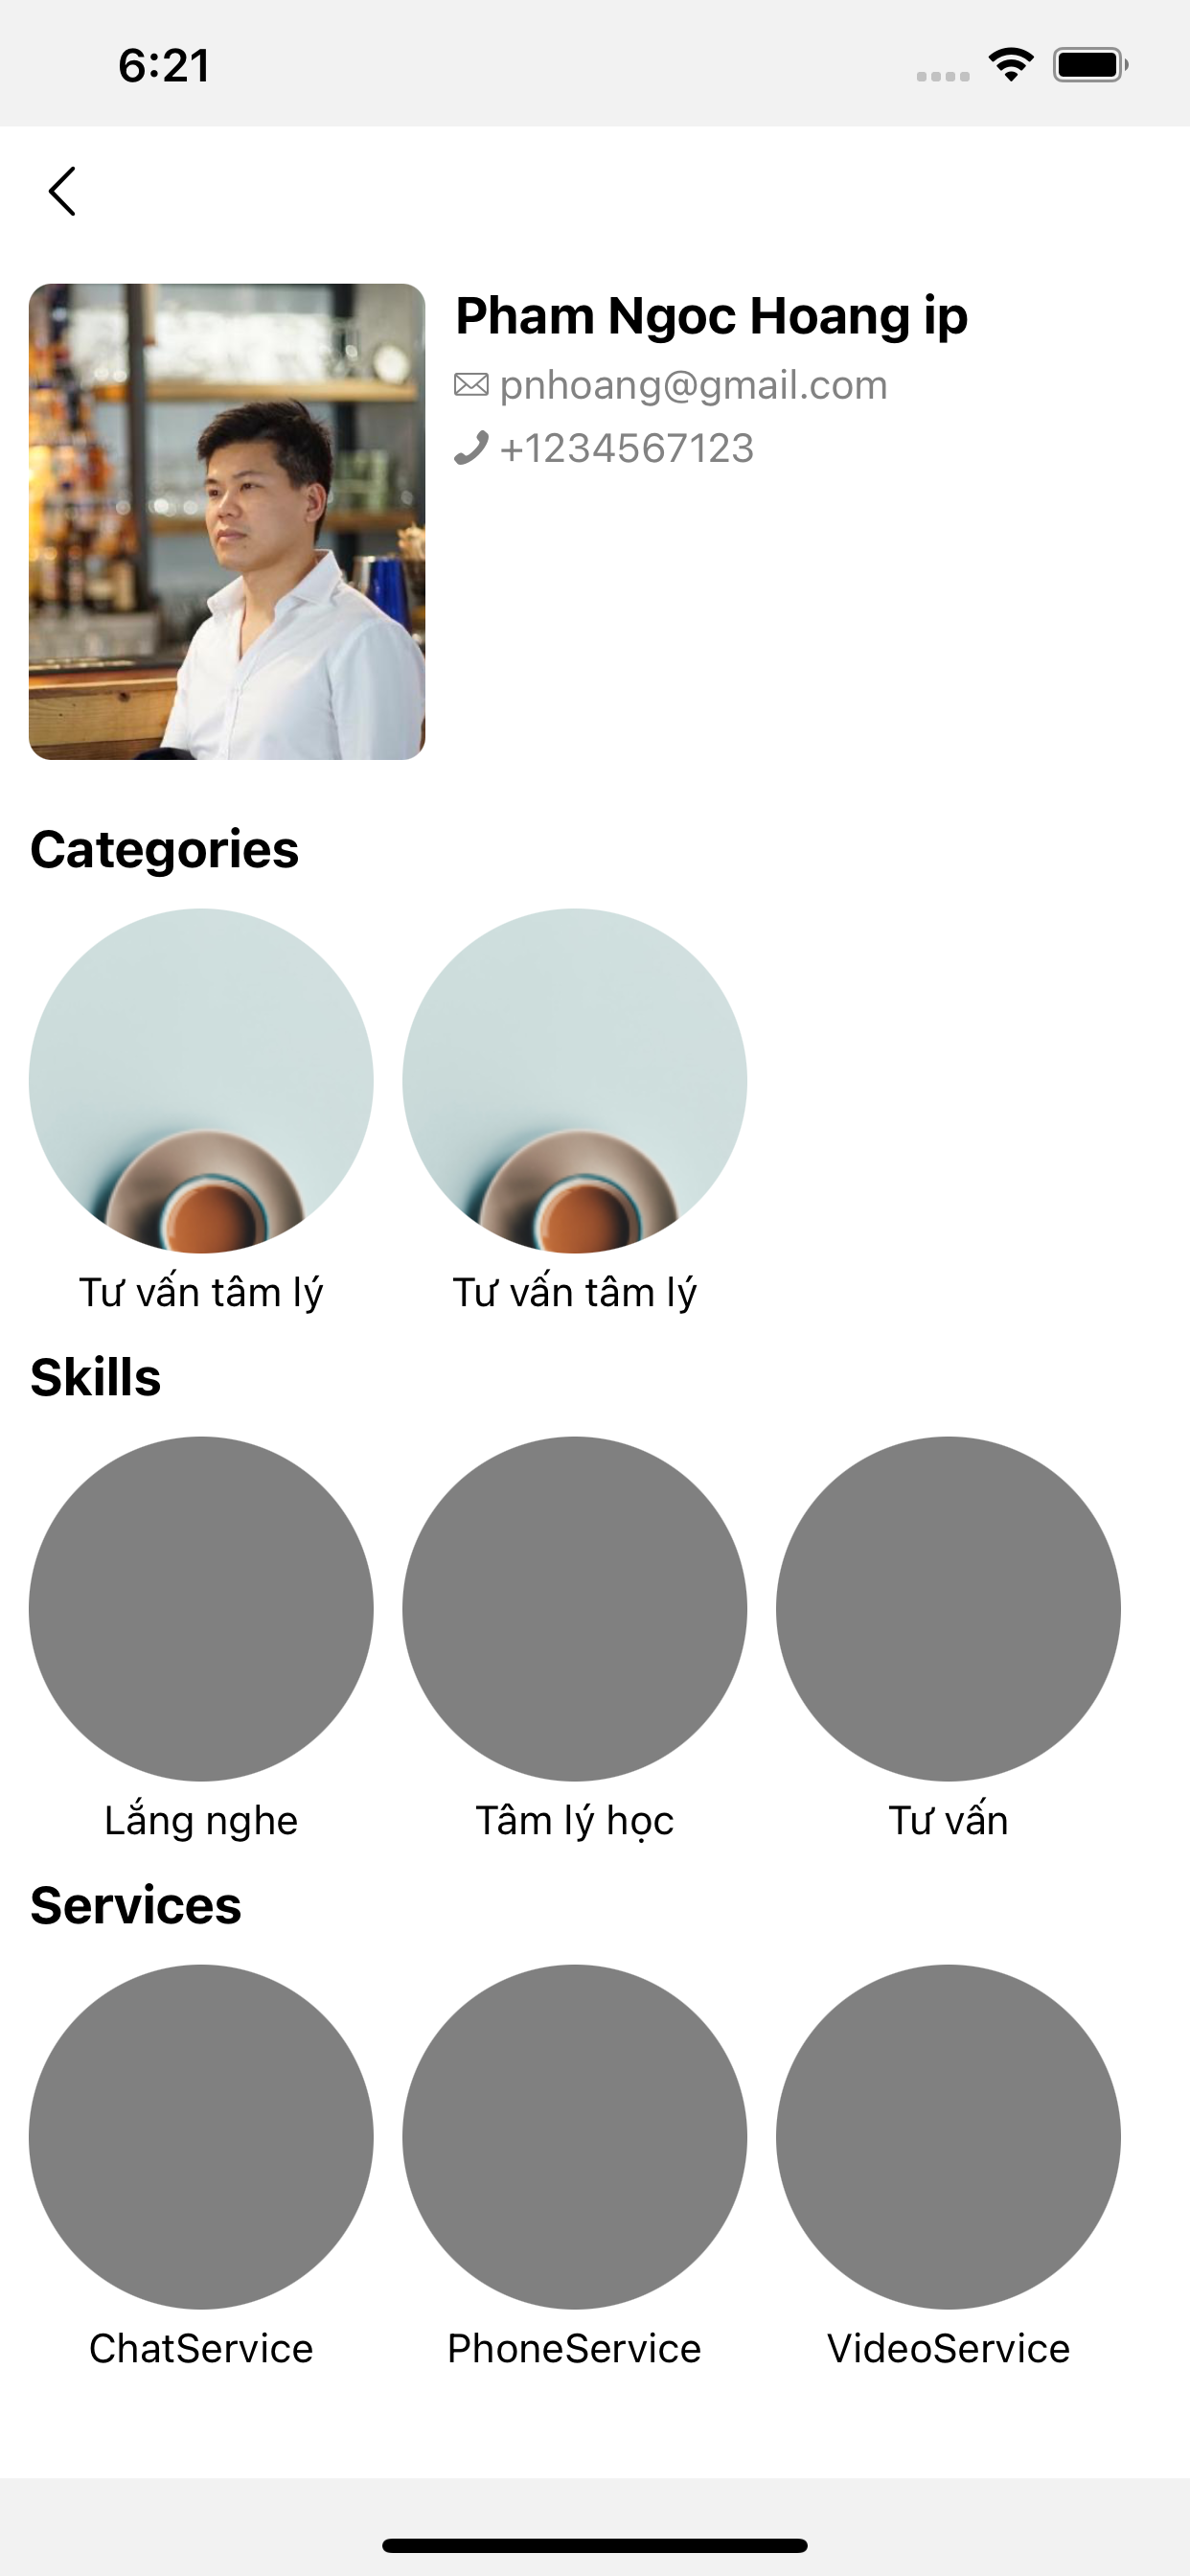 6:21
Pham Ngoc Hoang ip
pnhoang@gmail.com
+1234567123
Categories
Tư vấn tâm lý Tư vấn tâm lý
Skills
Lắng nghe Tâm lý học Tư vấn
Services
ChatService PhoneService VideoService